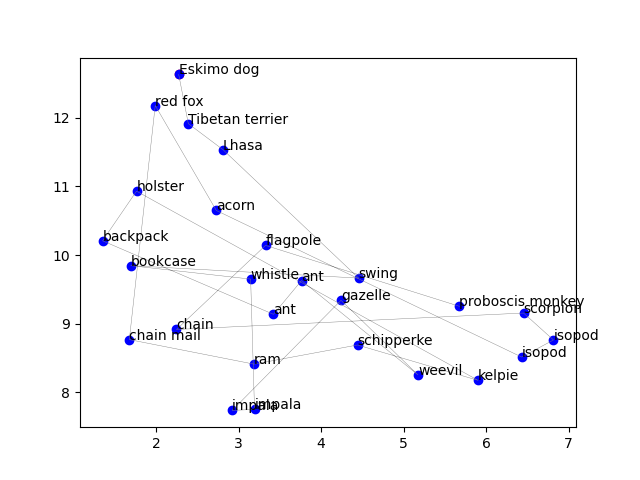 Eskimo dog
red fox
Tibetan terrier
Lhasa
holster
acorn
backpack
flagpole
bookcase
whistle
ant
swing
gazelle
proboscis monkey
scorpion
ant
chain
chain mail
isopod
isopod
schipperke
ram
weevil
kelpie
impala
impala
12
11
10
9
8
2 3 4 5 6 7